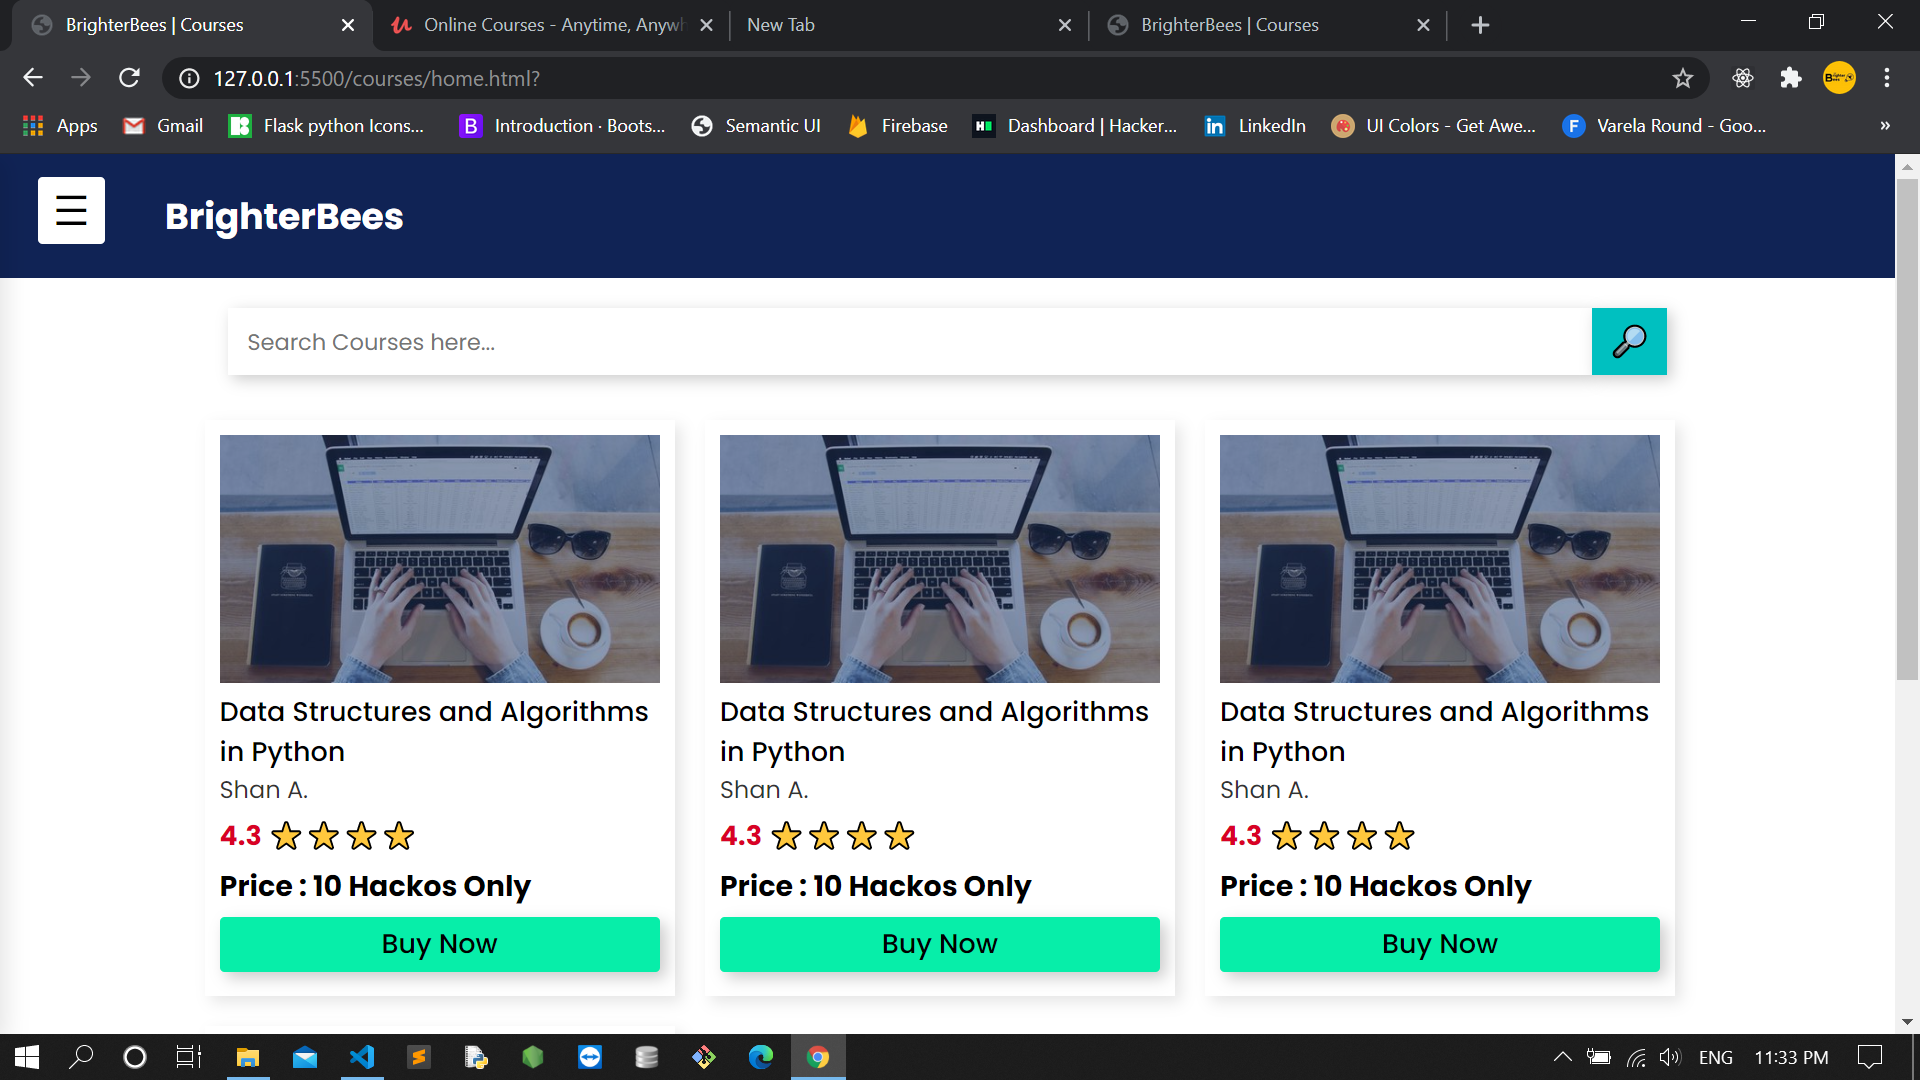 BrighterBees | Courses
Online Courses - Anytime, Anywh
New Tab
BrighterBees | Courses
127.0.0.1:5500/courses/home.html?
Apps
Gmail
Flask python Icons...
Introduction · Boots...
Semantic UI
Firebase
Dashboard | Hacker...
LinkedIn
UI Colors - Get Awe...
Varela Round - Goo...
BrighterBees
Search Courses here...
Data Structures and Algorithms
in Python
Shan A.
4.3
Price : 10 Hackos Only
Buy Now
Data Structures and Algorithms
in Python
Shan A.
4.3
Price : 10 Hackos Only
Buy Now
Data Structures and Algorithms
in Python
Shan A.
4.3
Price : 10 Hackos Only
Buy Now
ENG
11:33 PM